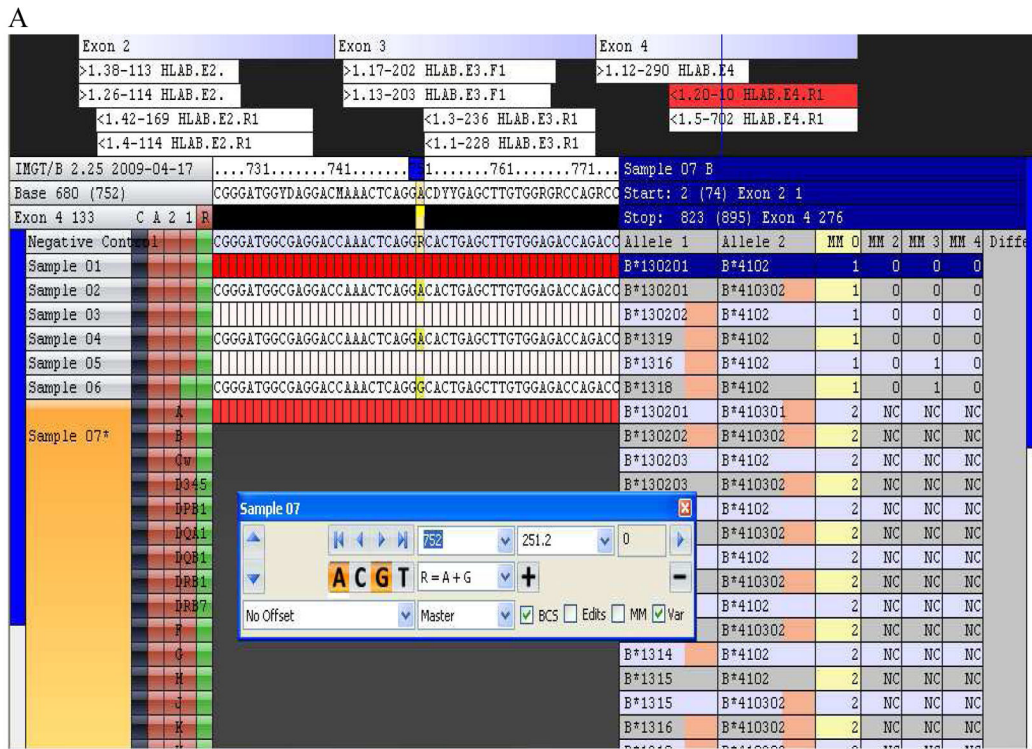 A
Exon 2 Exon 3 Exon 4
>1.38-113 HLAB.E2. >1.17-202 HLAB.E3.F1 >1.12-290 HLAB.E4
>1.26-114 HLAB.E2. >1.13-203 HLAB.E3.F1 <1.20-10 HLAB.E4.R1
<1.42-169 HLAB.E2.R1 <1.3-236 HLAB.E3.R1 <1.5-702 HLAB.E4.R1
<1.4-114 HLAB.E2.R1 <1.1-228 HLAB.E3.R1
IMGT/B 2.25 2009-04-17 ....731.......741.......751.......761.......771... Sample 07 B
Base 680 (752) CGGGATGGYDAGGACMAAACTCAGGACDYYGAGCTTGTGGRGRCCAGRCC Start: 2 (74) Exon 2 1
Exon 4 133 C A 2 1 R Stop: 823 (895) Exon 4 276
Negative Control CGGGATGGCGAGGACCAAACTCAGGRCACTGAGCTTGTGGAGACCAGACC Allele 1 Allele 2 MM 0 MM 2 MM 3 MM 4 Diffe
Sample 01 B*130201 B*4102 1 0 0 0
Sample 02 CGGGATGGCGAGGACCAAACTCAGGACACTGAGCTTGTGGAGACCAGACC B*130201 B*410302 1 0 0 0
Sample 03 B*130202 B*4102 1 0 0 0
Sample 04 CGGGATGGCGAGGACCAAACTCAGGACACTGAGCTTGTGGAGACCAGACC B*1319 B*4102 1 0 0 0
Sample 05 B*1316 B*4102 1 0 1 0
Sample 06 CGGGATGGCGAGGACCAAACTCAGGGCACTGAGCTTGTGGAGACCAGACC B*1318 B*4102 1 0 1 0
A B*130201 B*410301 2 NC NC NC
Sample 07* B B*130202 B*410302 2 NC NC NC
Cw B*130203 B*4102 2 NC NC NC
D345 B*130203 B*410302 2 NC NC NC
DPB1 Sample 07 B*4102 2 NC NC NC
DQA1 752 251.2 0 B*410302 2 NC NC NC
DQB1 B*4102 2 NC NC NC
DRB1 A C G T R = A + G + - B*410302 2 NC NC NC
DRB7 No Offset Master BCS Edits MM Var B*4102 2 NC NC NC
F B*410302 2 NC NC NC
G B*1314 B*4102 2 NC NC NC
H B*1315 B*4102 2 NC NC NC
J B*1315 B*410302 2 NC NC NC
K B*1316 B*410302 2 NC NC NC